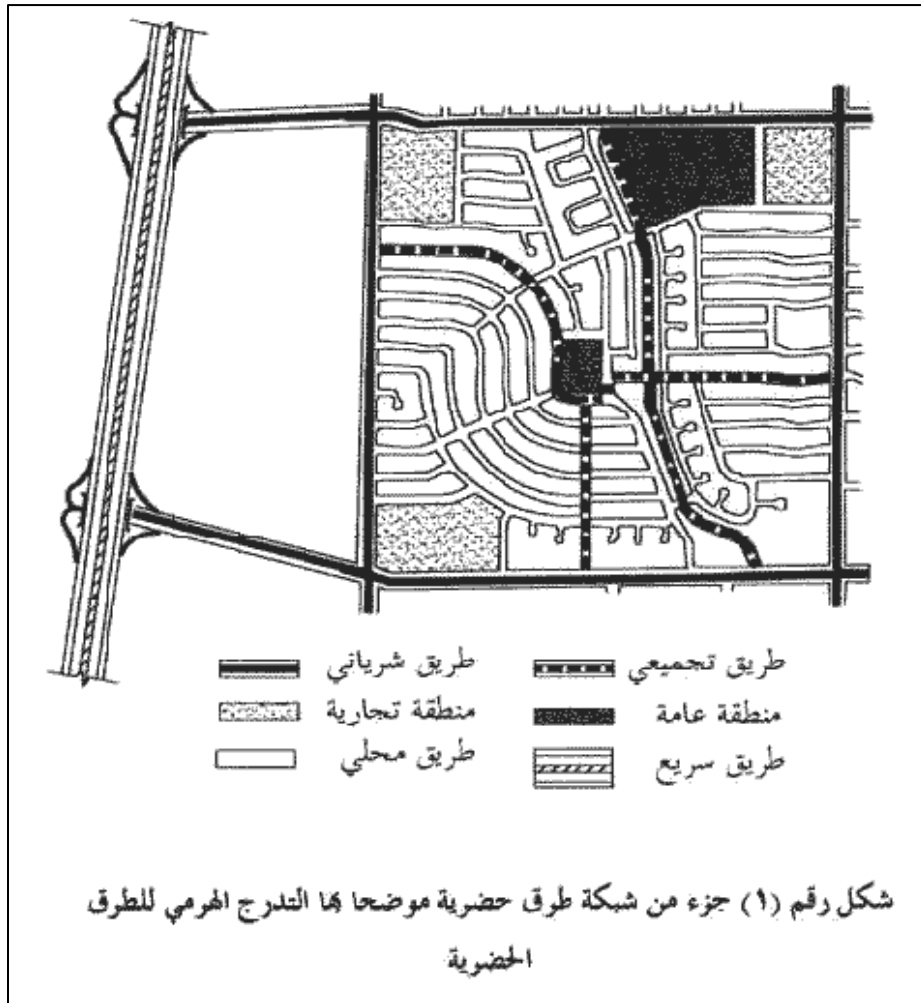 طريق تجميعي
طريق شرياني
منطقة عامة
منطقة تجارية
طريق سريع
طريق محلي
شكل رقم (١) جزء من شبكة طرق حضرية موضحا بها التدرج الهرمي للطرق
الحضرية